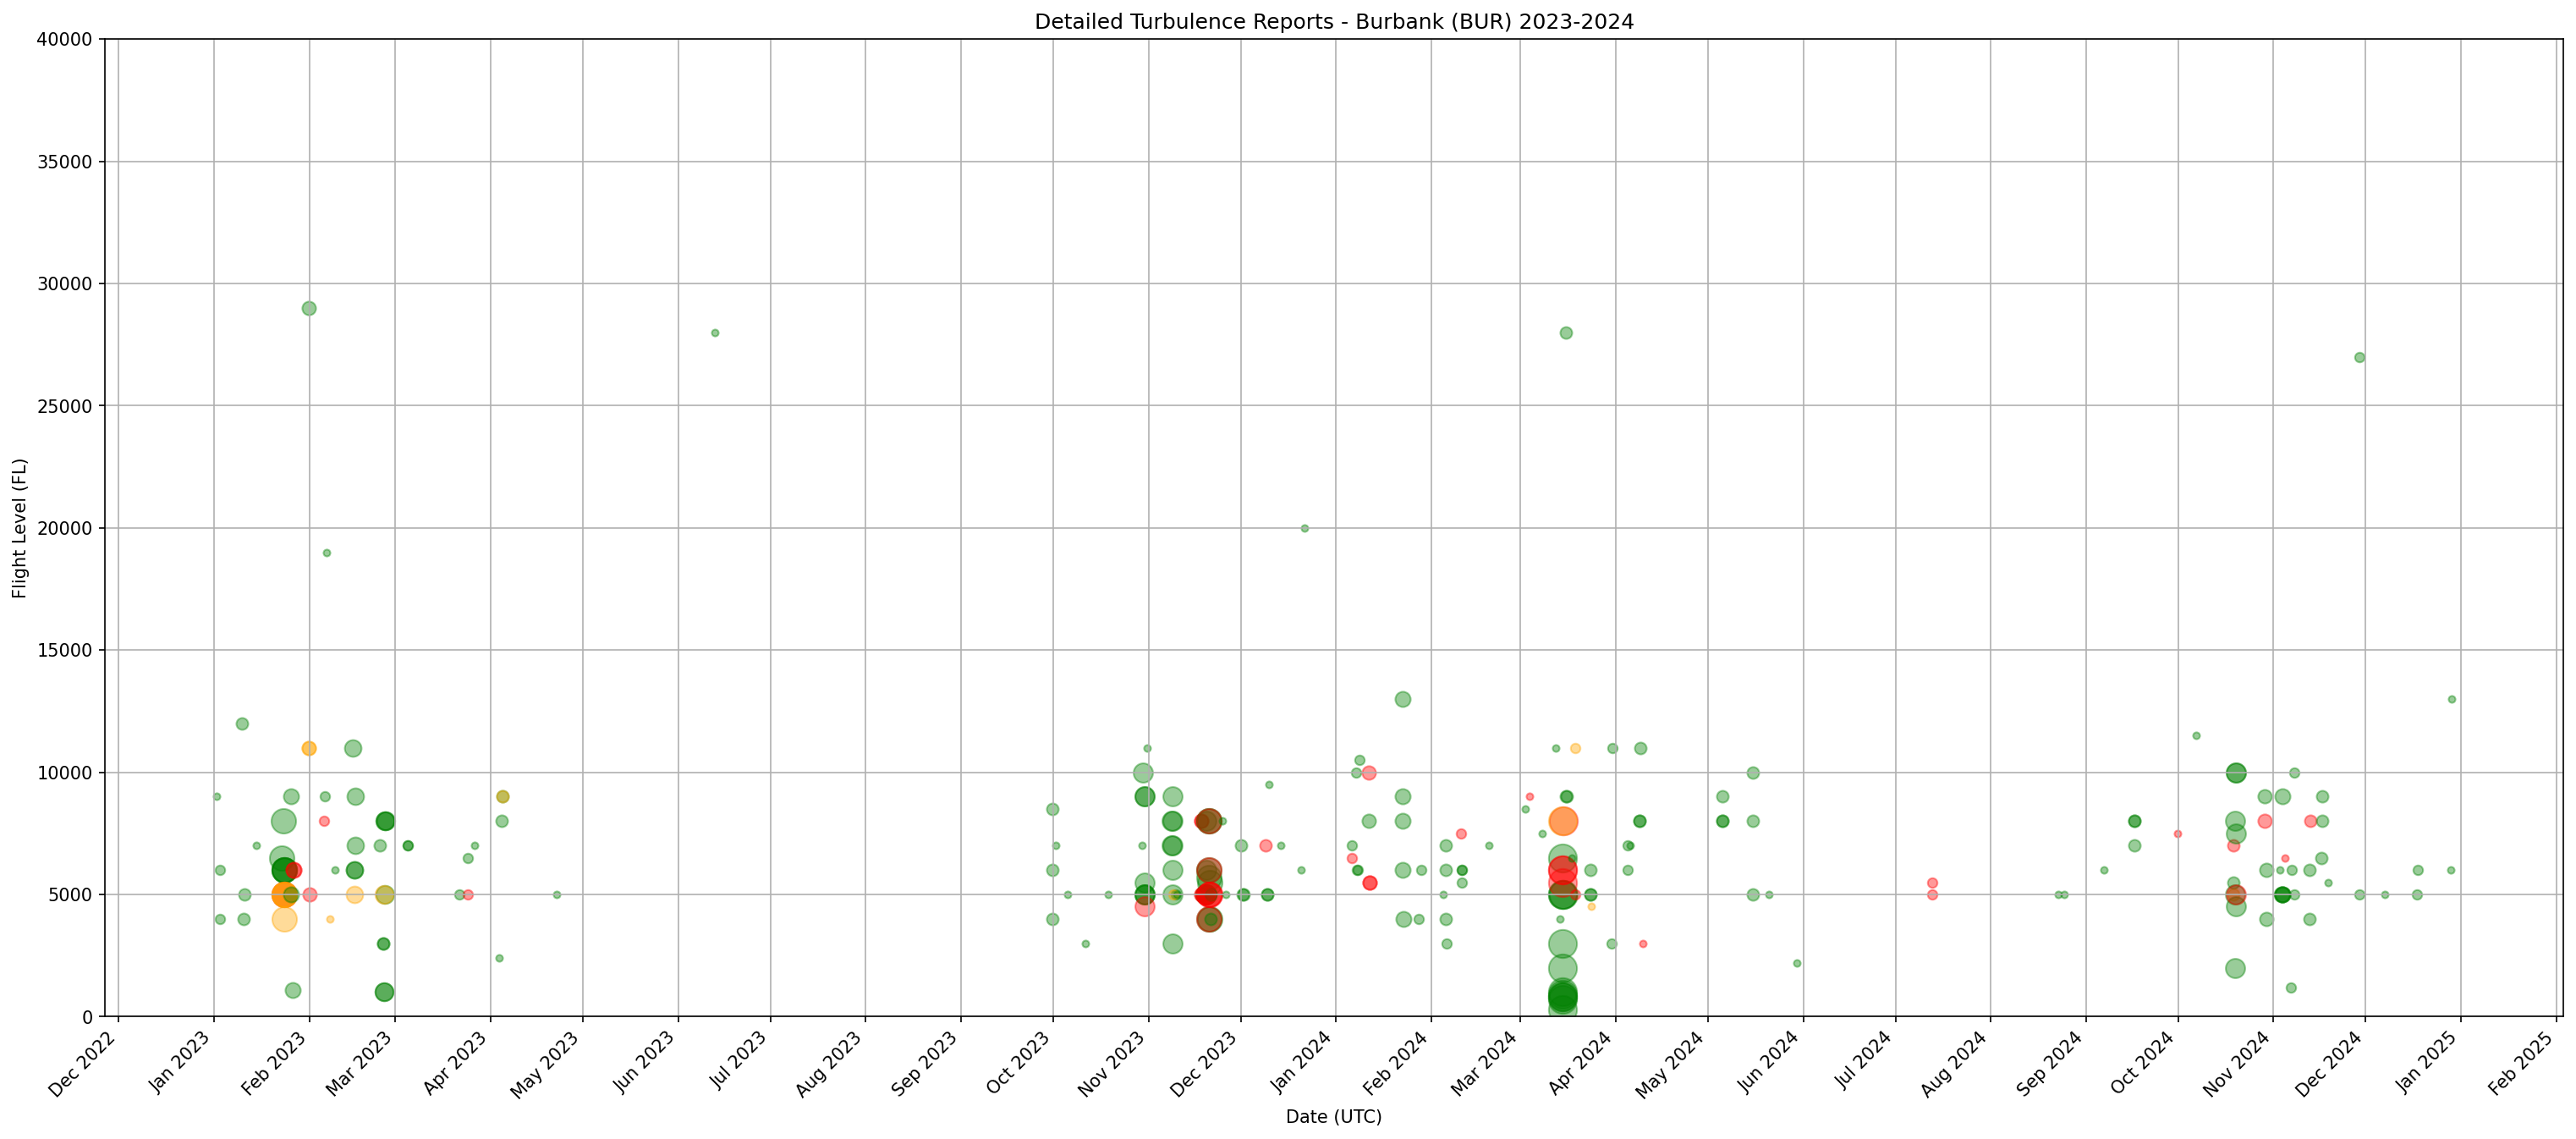 Detailed Turbulence Reports - Burbank (BUR) 2023-2024
40000
35000
30000
25000
20000
15000
10000
5000
0
Flight Level (FL)
Dec 2022
Jan 2023
Feb 2023
Mar 2023
Apr 2023
May 2023
Jun 2023
Jul 2023
Aug 2023
Sep 2023
Oct 2023
Nov 2023
Dec 2023
Jan 2024
Feb 2024
Mar 2024
Apr 2024
May 2024
Jun 2024
Jul 2024
Aug 2024
Sep 2024
Oct 2024
Nov 2024
Dec 2024
Jan 2025
Feb 2025
Date (UTC)